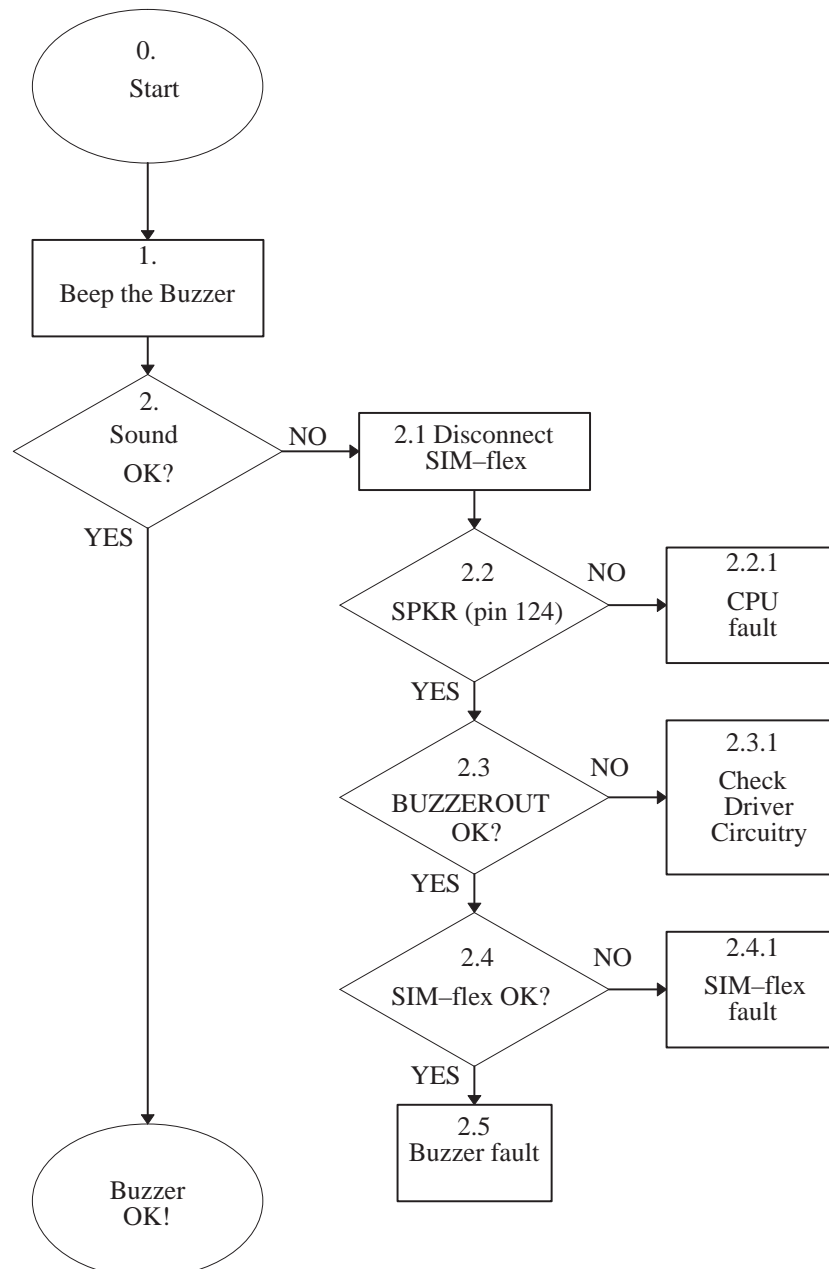 0.
Start
1.
Beep the Buzzer
2.
Sound
OK?
NO
YES
2.1 Disconnect
SIM–flex
2.2
SPKR (pin 124)
NO
YES
2.2.1
CPU
fault
2.3
BUZZEROUT
OK?
NO
YES
2.3.1
Check
Driver
Circuitry
2.4
SIM–flex OK?
NO
YES
2.4.1
SIM–flex
fault
2.5
Buzzer fault
Buzzer
OK!